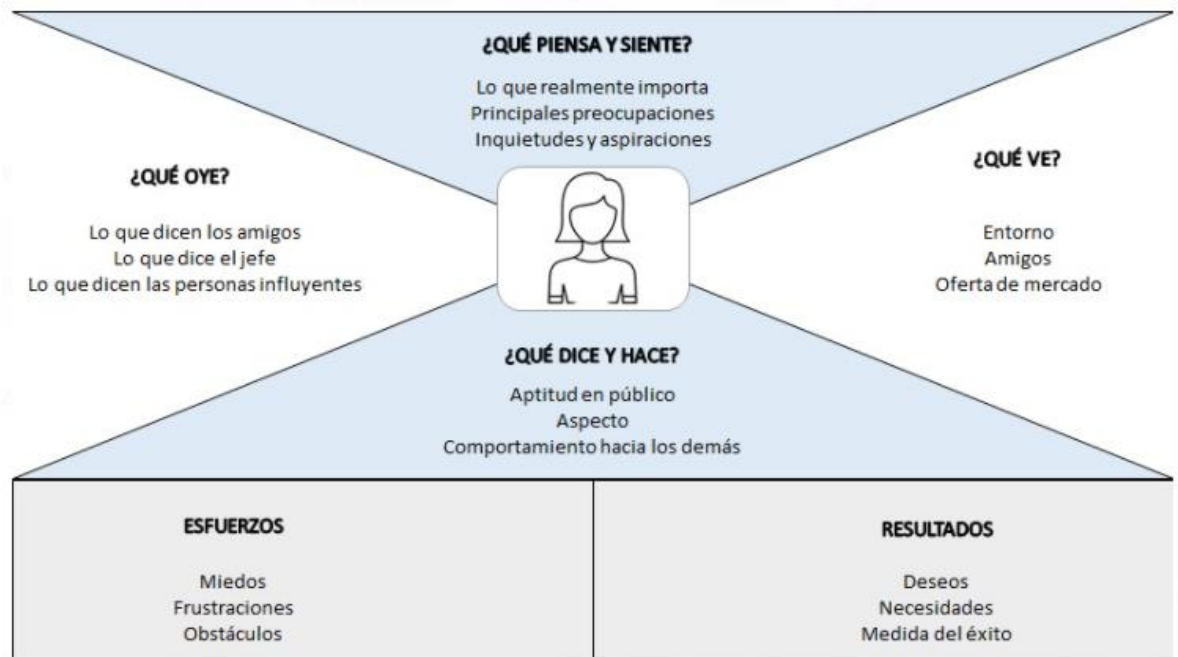 ¿QUÉ PIENSA Y SIENTE?
Lo que realmente importa
Principales preocupaciones
Inquietudes y aspiraciones
¿QUÉ OYE?
Lo que dicen los amigos
Lo que dice el jefe
Lo que dicen las personas influyentes
¿QUÉ VE?
Entorno
Amigos
Oferta de mercado
¿QUÉ DICE Y HACE?
Aptitud en público
Aspecto
Comportamiento hacia los demás
ESFUERZOS
Miedos
Frustraciones
Obstáculos
RESULTADOS
Deseos
Necesidades
Medida del éxito